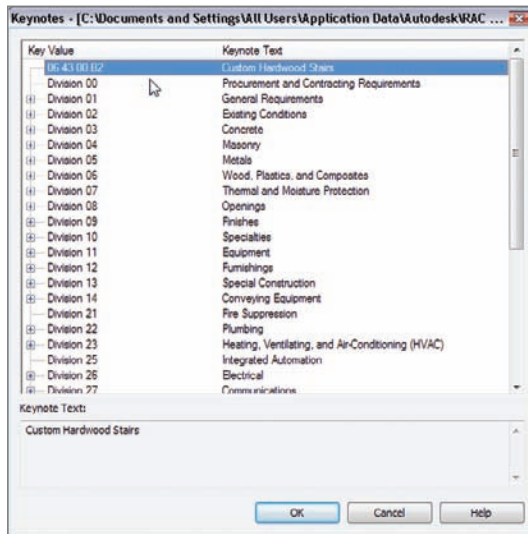 Keynotes - [C:\Documents and Settings\All Users\Application Data\Autodesk\RAC ...
Key Value Keynote Text
06 43 00.B2 Custom Hardwood Stairs
Division 00 Procurement and Contracting Requirements
Division 01 General Requirements
Division 02 Existing Conditions
Division 03 Concrete
Division 04 Masonry
Division 05 Metals
Division 06 Wood, Plastics, and Composites
Division 07 Thermal and Moisture Protection
Division 08 Openings
Division 09 Finishes
Division 10 Specialties
Division 11 Equipment
Division 12 Furnishings
Division 13 Special Construction
Division 14 Conveying Equipment
Division 21 Fire Suppression
Division 22 Plumbing
Division 23 Heating, Ventilating, and Air-Conditioning (HVAC)
Division 25 Integrated Automation
Division 26 Electrical
Division 27 Communications
Keynote Text:
Custom Hardwood Stairs
OK Cancel Help